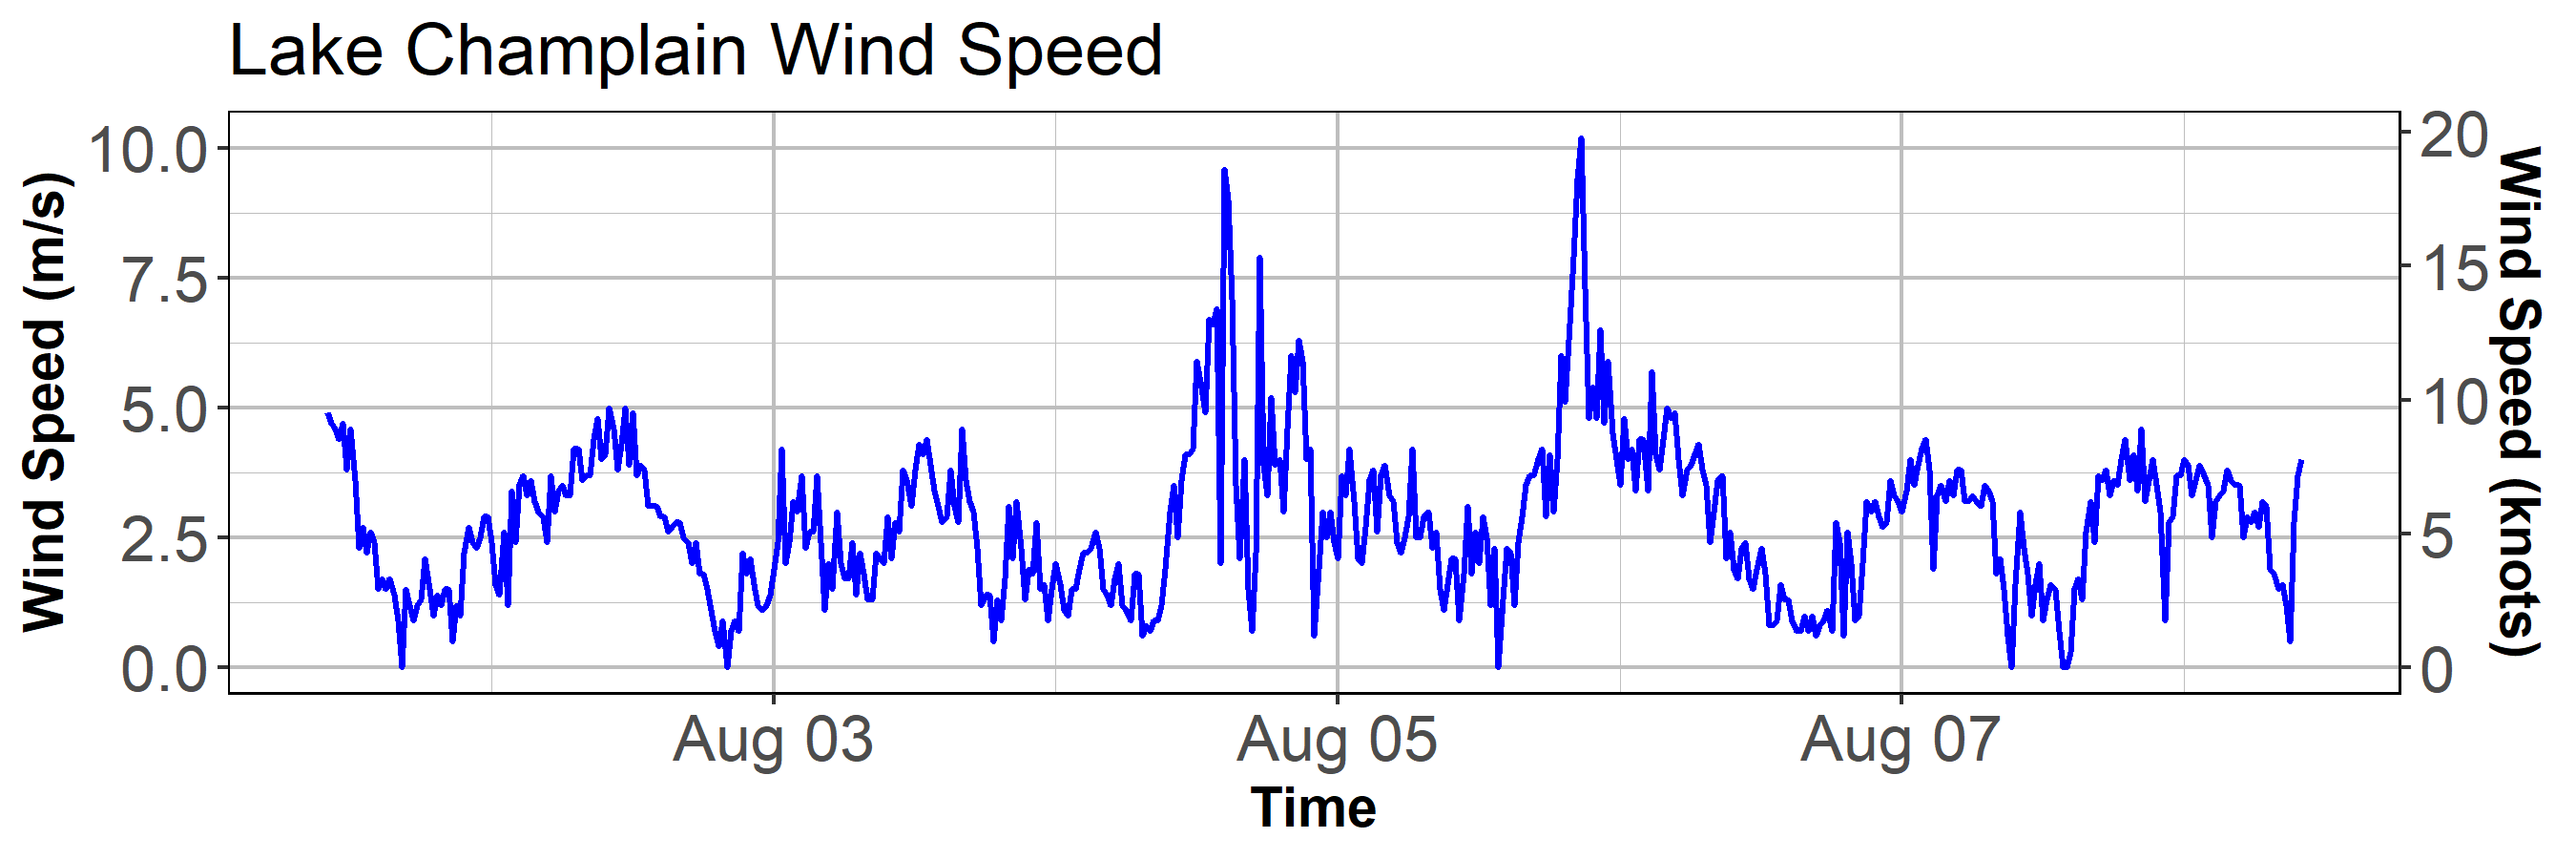 Lake Champlain Wind Speed
Wind Speed (m/s)
10.0
7.5
5.0
2.5
0.0
20
15
10
5
0
Wind Speed (knots)
Aug 03
Aug 05
Aug 07
Time